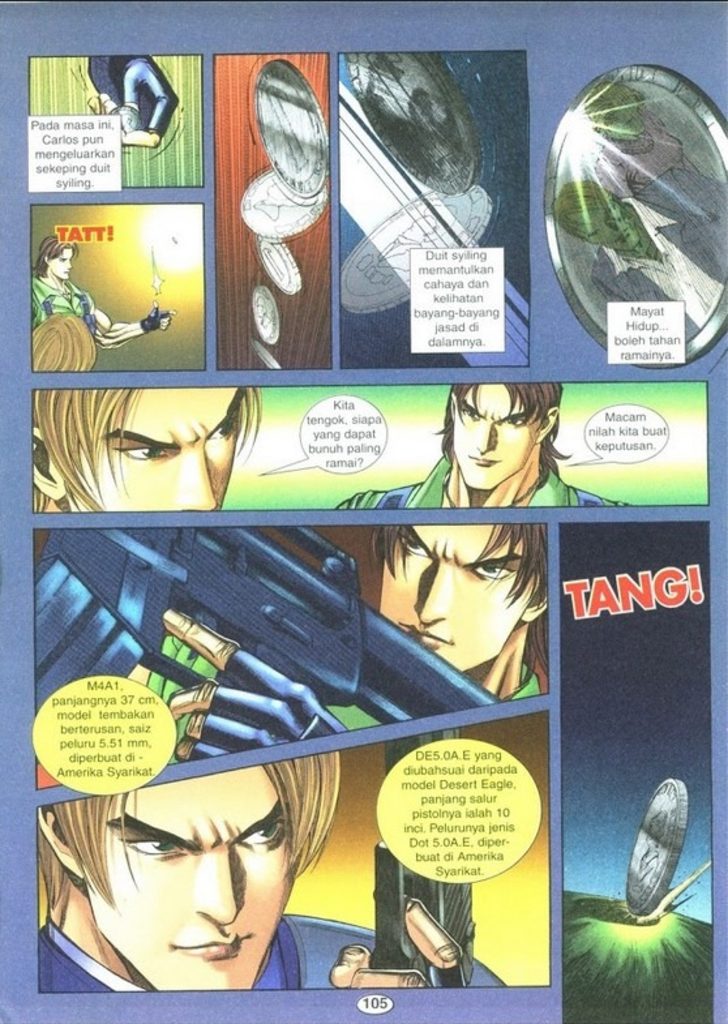 Pada masa ini,
Carlos pun
mengeluarkan
sekeping duit
syiling.
TATT!
Duit syiling
memantulkan
cahaya dan
kelihatan
bayang-bayang
jasad di
dalamnya.
Mayat
Hidup...
boleh tahan
ramainya.
Kita
tengok, siapa
yang dapat
bunuh paling
ramai?
Macam
nilah kita buat
keputusan.
M4A1,
panjangnya 37 cm,
model tembakan
berterusan, saiz
peluru 5.51 mm,
diperbuat di -
Amerika Syarikat.
TANG!
DE5.0A.E yang
diubahsuai daripada
model Desert Eagle,
panjang salur
pistolnya ialah 10
inci. Pelurunya jenis
Dot 5.0A.E, diper-
buat di Amerika
Syarikat.
105